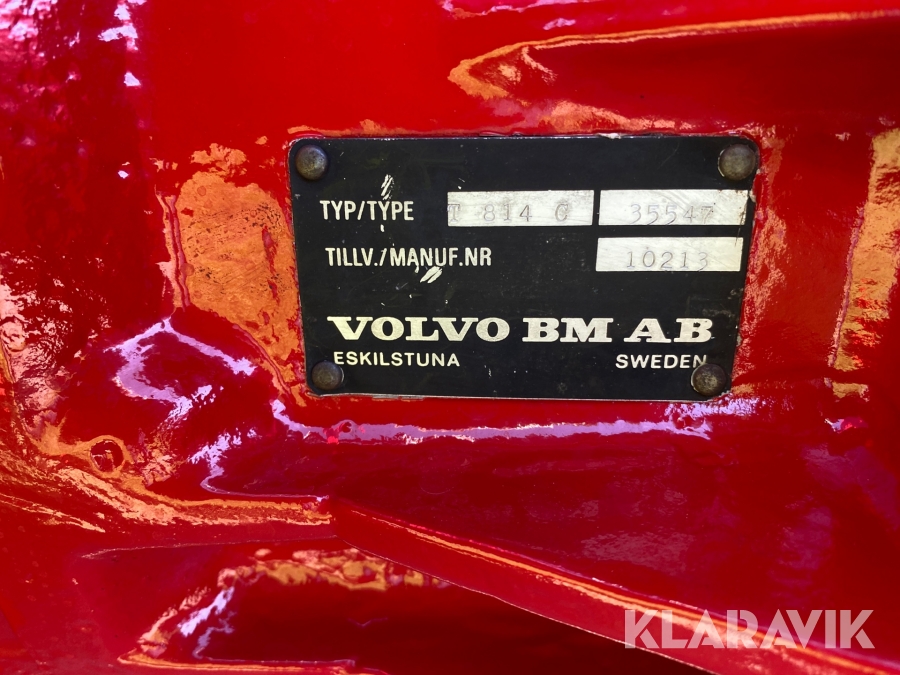 TYP/TYPE T 814 C 35547
TILLV./MANUF.NR 10213
VOLVO BM AB
ESKILSTUNA SWEDEN
KLARAVIK